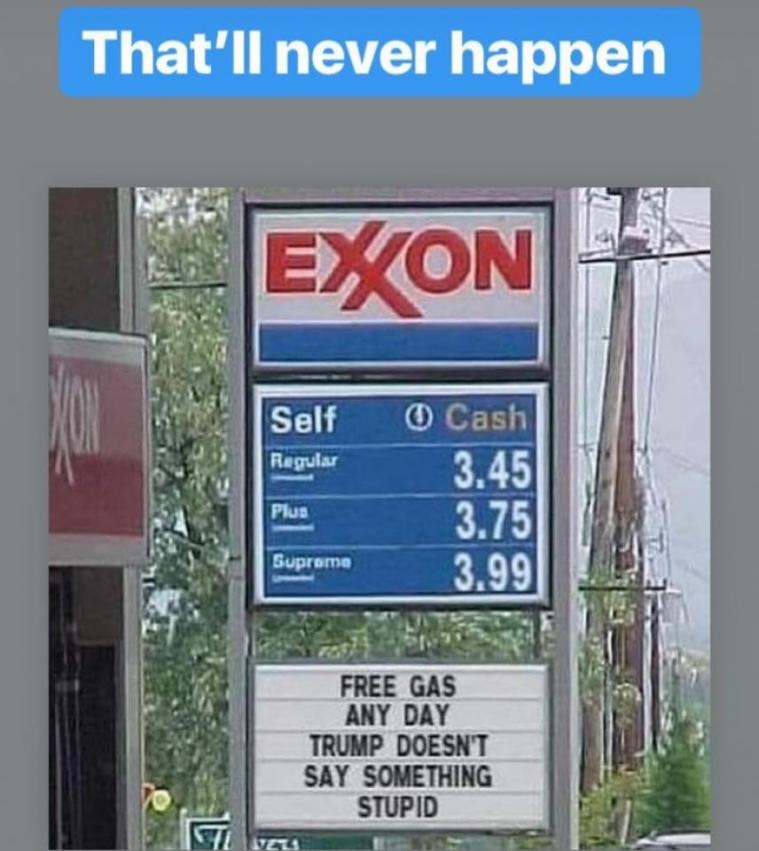 That'll never happen
EXXON
XON
Self Cash
Regular 3.45
Plus 3.75
Supreme 3.99
FREE GAS
ANY DAY
TRUMP DOESN'T
SAY SOMETHING
STUPID